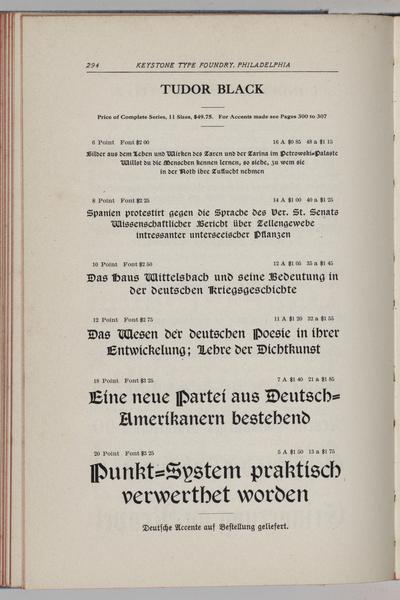 294 KEYSTONE TYPE FOUNDRY, PHILADELPHIA
TUDOR BLACK
Price of Complete Series, 11 Sizes, $49.75. For Accents made see Pages 300 to 307
6 Point Font $2 00 16 A $0 85 48 a $1 15
Bilder aus dem Leben und Wirken des Zaren und der Zarina im Petrowski-Palaste
Willst du die Menschen kennen lernen, so siehe, zu wem sie
in der Noth ihre Zuflucht nehmen
8 Point Font $2 25 14 A $1 00 40 a $1 25
Spanien protestirt gegen die Sprache des Ver. St. Senats
Wissenschaftlicher Bericht über Zellengewebe
intressanter unterseeischer Pflanzen
10 Point Font $2 50 12 A $1 05 35 a $1 45
Das Haus Wittelsbach und seine Bedeutung in
der deutschen Kriegsgeschichte
12 Point Font $2 75 11 A $1 20 32 a $1 55
Das Wesen der deutschen Poesie in ihrer
Entwickelung; Lehre der Dichtkunst
18 Point Font $3 25 7 A $1 40 21 a $1 85
Eine neue Partei aus Deutsch=
Amerikanern bestehend
20 Point Font $3 25 5 A $1 50 13 a $1 75
Punkt=System praktisch
verwerthet worden
Deutsche Accente auf Bestellung geliefert.